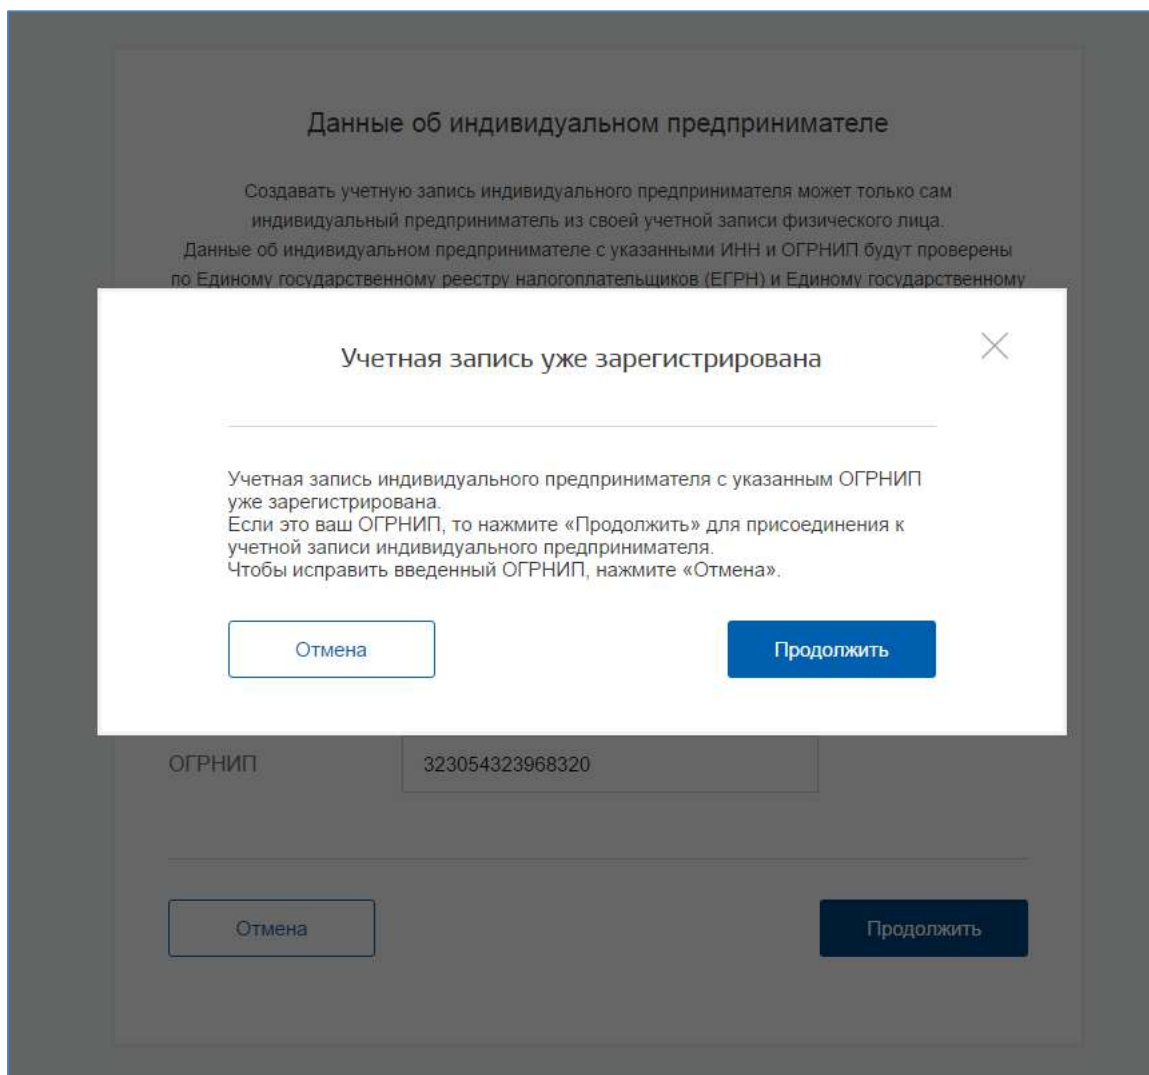 Данные об индивидуальном предпринимателе
Создавать учетную запись индивидуального предпринимателя может только сам
индивидуальный предприниматель из своей учетной записи физического лица.
Данные об индивидуальном предпринимателе с указанными ИНН и ОГРНИП будут проверены
по Единому государственному реестру налогоплательщиков (ЕГРН) и Единому государственному
Учетная запись уже зарегистрирована
Учетная запись индивидуального предпринимателя с указанным ОГРНИП
уже зарегистрирована.
Если это ваш ОГРНИП, то нажмите «Продолжить» для присоединения к
учетной записи индивидуального предпринимателя.
Чтобы исправить введенный ОГРНИП, нажмите «Отмена».
Отмена
Продолжить
ОГРНИП
323054323968320
Отмена
Продолжить